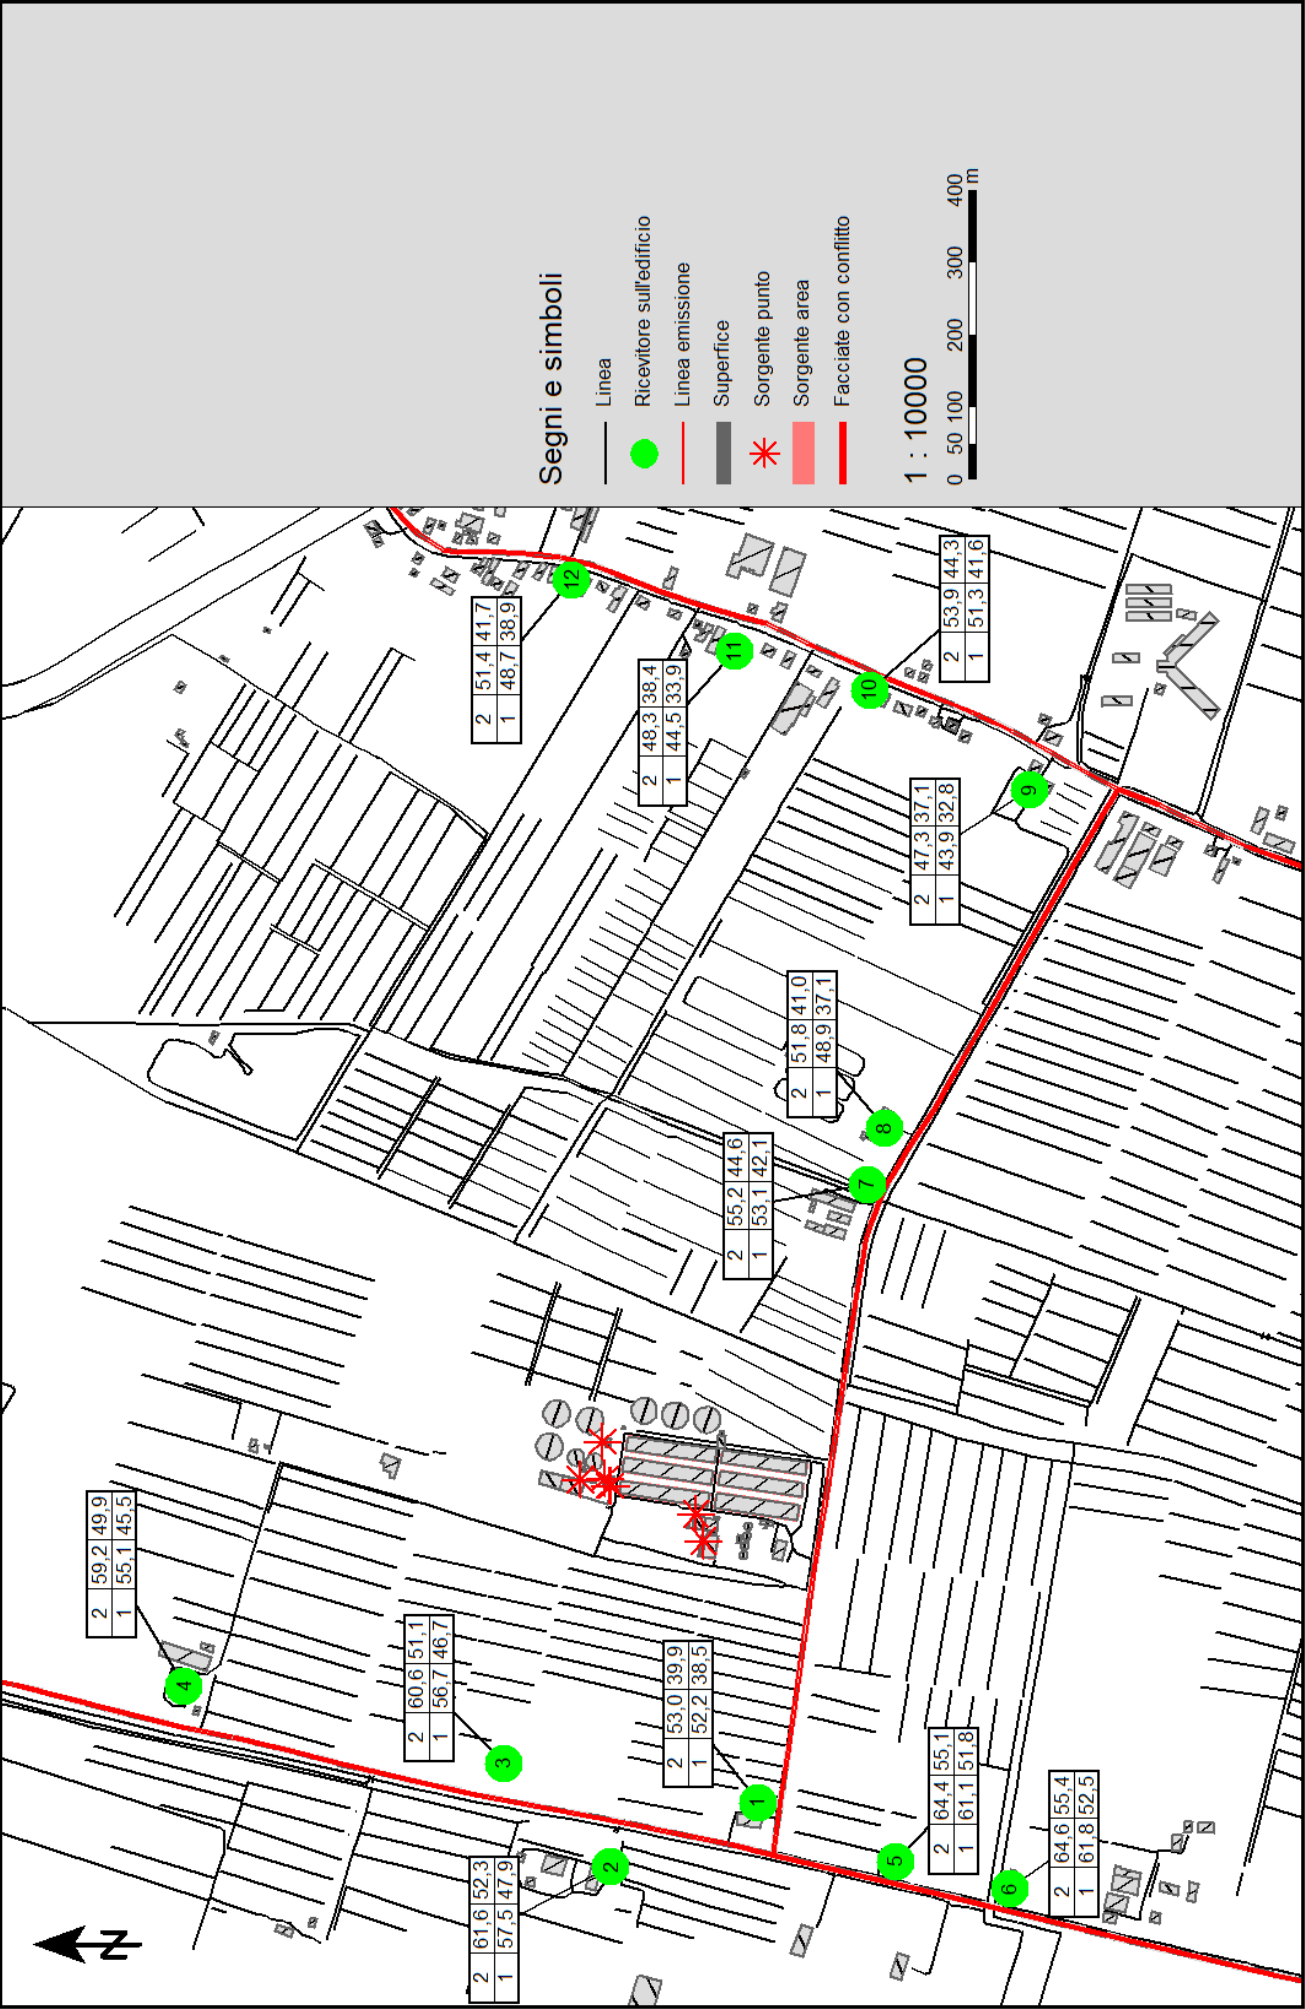 Segni e simboli
Linea
Ricevitore sull'edificio
Linea emissione
Superfice
Sorgente punto
Sorgente area
Facciate con conflitto
1 : 10000
0 50 100 200 300 400
m
N
4
2 59,2 49,9
1 55,1 45,5
3
2 60,6 51,1
1 56,7 46,7
2
2 61,6 52,3
1 57,5 47,9
1
2 53,0 39,9
1 52,2 38,5
5
2 64,4 55,1
1 61,1 51,8
6
2 64,6 55,4
1 61,8 52,5
7
2 55,2 44,6
1 53,1 42,1
8
2 51,8 41,0
1 48,9 37,1
9
2 47,3 37,1
1 43,9 32,8
10
2 53,9 44,3
1 51,3 41,6
11
2 48,3 38,4
1 44,5 33,9
12
2 51,4 41,7
1 48,7 38,9